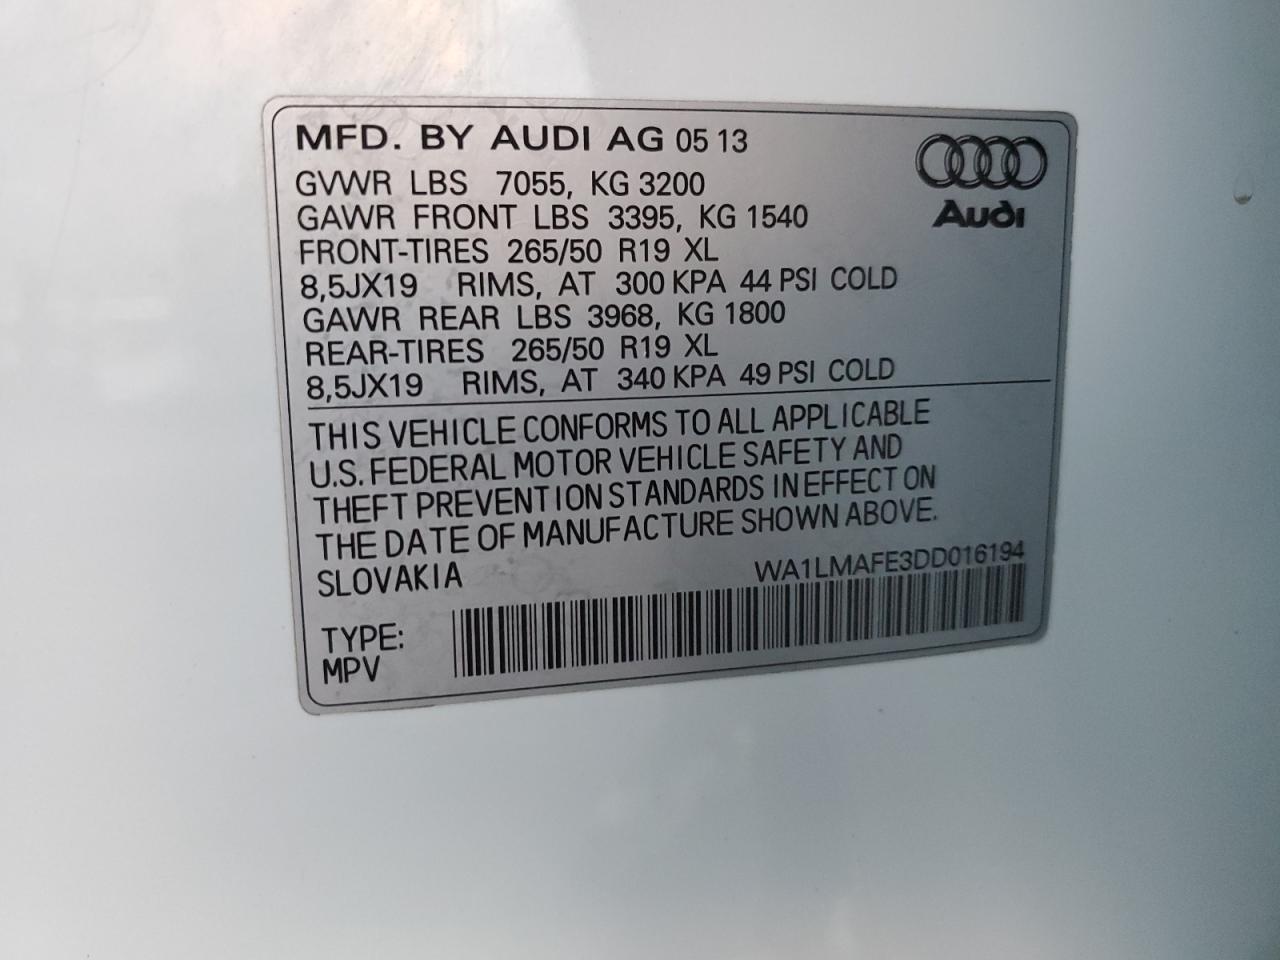 MFD. BY AUDI AG 05 13
Audi
GVWR LBS 7055, KG 3200
GAWR FRONT LBS 3395, KG 1540
FRONT-TIRES 265/50 R19 XL
8,5JX19 RIMS, AT 300 KPA 44 PSI COLD
GAWR REAR LBS 3968, KG 1800
REAR-TIRES 265/50 R19 XL
8,5JX19 RIMS, AT 340 KPA 49 PSI COLD
THIS VEHICLE CONFORMS TO ALL APPLICABLE
U.S. FEDERAL MOTOR VEHICLE SAFETY AND
THEFT PREVENTION STANDARDS IN EFFECT ON
THE DATE OF MANUFACTURE SHOWN ABOVE.
SLOVAKIA WA1LMAFE3DD016194
TYPE:
MPV